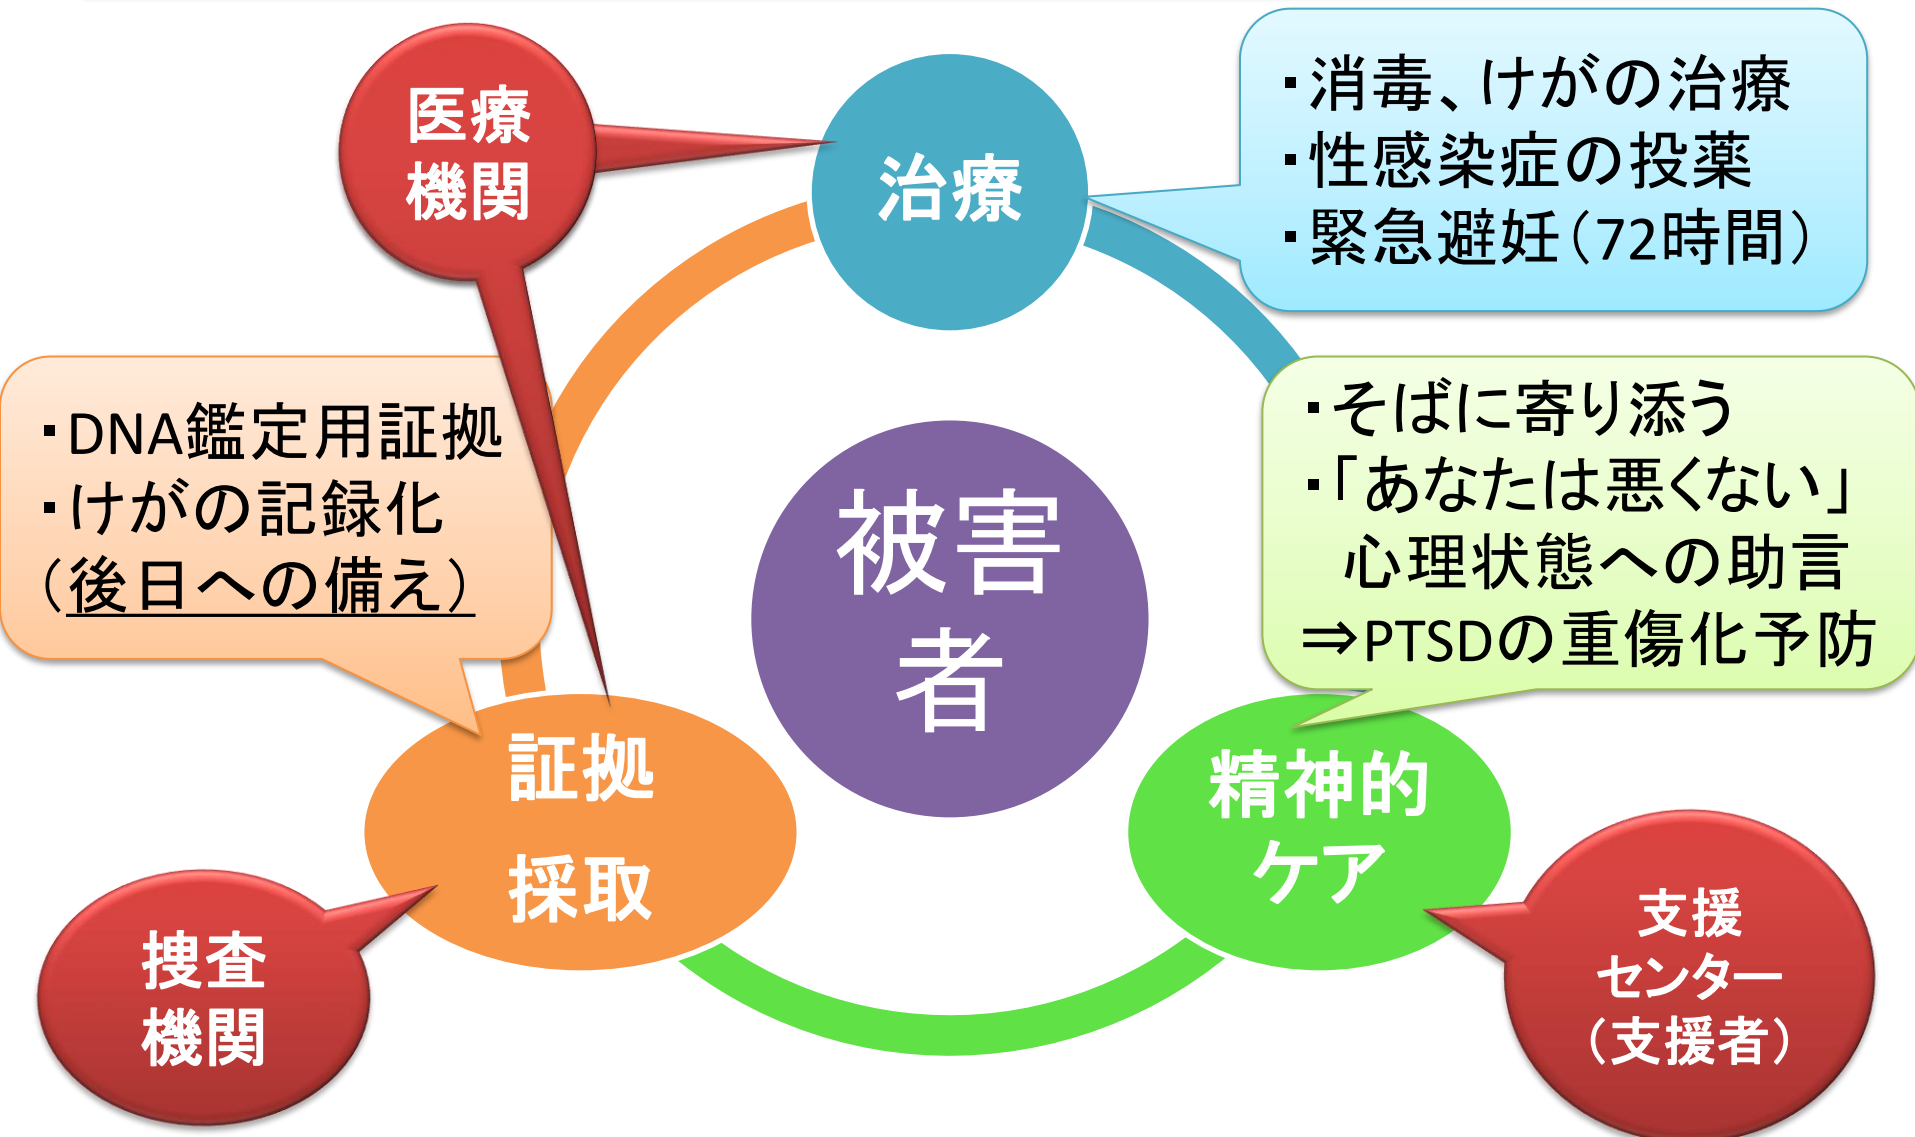 医療
機関
治療
・消毒、けがの治療
・性感染症の投薬
・緊急避妊（72時間）
・DNA鑑定用証拠
・けがの記録化
（後日への備え）
被害
者
・そばに寄り添う
・「あなたは悪くない」
心理状態への助言
⇒PTSDの重傷化予防
証拠
採取
精神的
ケア
捜査
機関
支援
センター
（支援者）